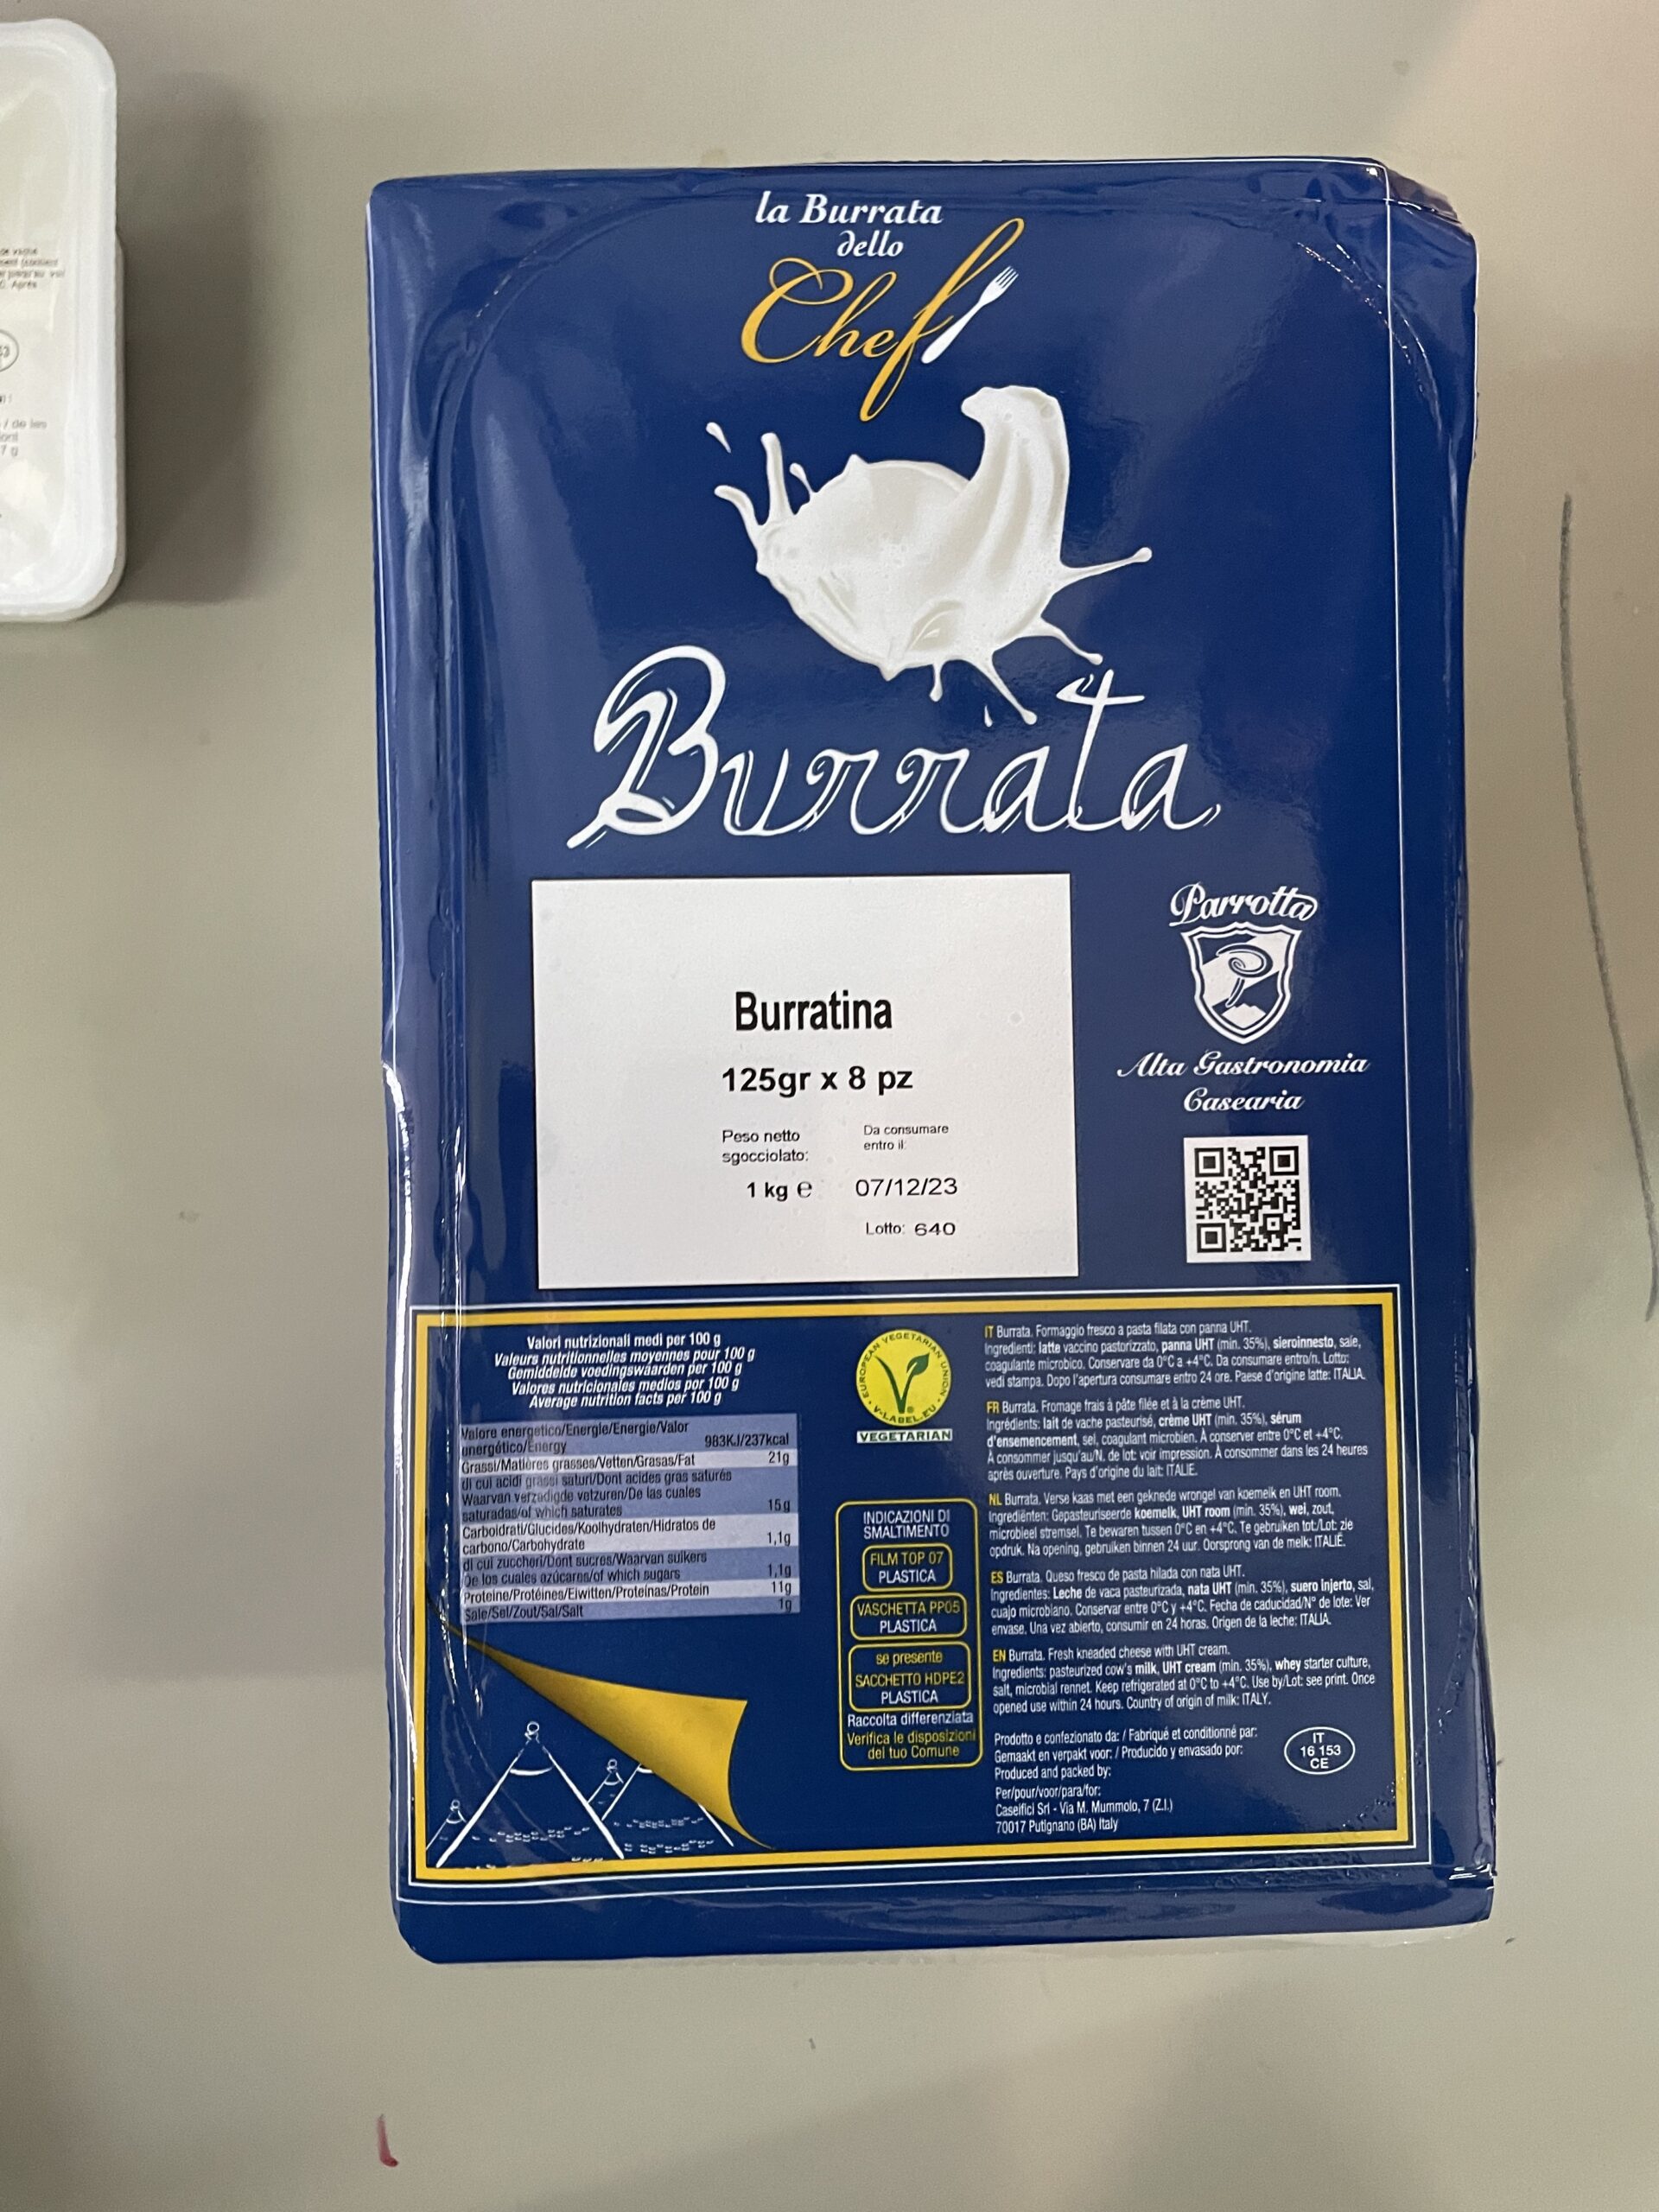 la Burrata
dello
Chef
Burrata
Burratina
125gr x 8 pz
Peso netto
sgocciolato:
1 kg e
Da consumare
entro il:
07/12/23
Lotto: 640
Parrotta
Alta Gastronomia
Casearia
Valori nutrizionali medi per 100 g
Valeurs nutritionnelles moyennes pour 100 g
Gemiddelde voedingswaarden per 100 g
Valores nutricionales medios por 100 g
Average nutrition facts per 100 g
Valore energetico/Energie/Energie/Valor
energético/Energy 983KJ/237kcal
Grassi/Matières grasses/Vetten/Grasas/Fat 21g
di cui acidi grassi saturi/Dont acides gras saturés
Waarvan verzadigde vetzuren/De las cuales
saturadas/of which saturates 15g
Carboidrati/Glucides/Koolhydraten/Hidratos de
carbono/Carbohydrate 1,1g
di cui zuccheri/Dont sucres/Waarvan suikers
De los cuales azúcares/of which sugars 1,1g
Proteine/Protéines/Eiwitten/Proteínas/Protein 11g
Sale/Sel/Zout/Sal/Salt 1g
EUROPEAN VEGETARIAN UNION
V-LABEL.EU
VEGETARIAN
INDICAZIONI DI
SMALTIMENTO
FILM TOP 07
PLASTICA
VASCHETTA PP05
PLASTICA
se presente
SACCHETTO HDPE2
PLASTICA
Raccolta differenziata
Verifica le disposizioni
del tuo Comune
IT Burrata. Formaggio fresco a pasta filata con panna UHT.
Ingredienti: latte vaccino pastorizzato, panna UHT (min. 35%), sieroinnesto, sale,
coagulante microbico. Conservare da 0°C a +4°C. Da consumare entro/n. Lotto:
vedi stampa. Dopo l'apertura consumare entro 24 ore. Paese d'origine latte: ITALIA.
FR Burrata. Fromage frais à pâte filée et à la crème UHT.
Ingrédients: lait de vache pasteurisé, crème UHT (min. 35%), sérum
d'ensemencement, sel, coagulant microbien. À conserver entre 0°C et +4°C.
À consommer jusqu'au/N. de lot: voir impression. À consommer dans les 24 heures
après ouverture. Pays d'origine du lait: ITALIE.
NL Burrata. Verse kaas met een geknede wrongel van koemelk en UHT room.
Ingrediënten: Gepasteuriseerde koemelk, UHT room (min. 35%), wei, zout,
microbieel stremsel. Te bewaren tussen 0°C en +4°C. Te gebruiken tot:/Lot: zie
opdruk. Na opening, gebruiken binnen 24 uur. Oorsprong van de melk: ITALIË.
ES Burrata. Queso fresco de pasta hilada con nata UHT.
Ingredientes: Leche de vaca pasteurizada, nata UHT (min. 35%), suero injerto, sal,
cuajo microbiano. Conservar entre 0°C y +4°C. Fecha de caducidad/N° de lote: Ver
envase. Una vez abierto, consumir en 24 horas. Origen de la leche: ITALIA.
EN Burrata. Fresh kneaded cheese with UHT cream.
Ingredients: pasteurized cow's milk, UHT cream (min. 35%), whey starter culture,
salt, microbial rennet. Keep refrigerated at 0°C to +4°C. Use by/Lot: see print. Once
opened use within 24 hours. Country of origin of milk: ITALY.
Prodotto e confezionato da: / Fabriqué et conditionné par:
Gemaakt en verpakt voor: / Producido y envasado por:
Produced and packed by:
Per/pour/voor/para/for:
Caseifici Srl - Via M. Mummolo, 7 (Z.I.)
70017 Putignano (BA) Italy
IT
16 153
CE